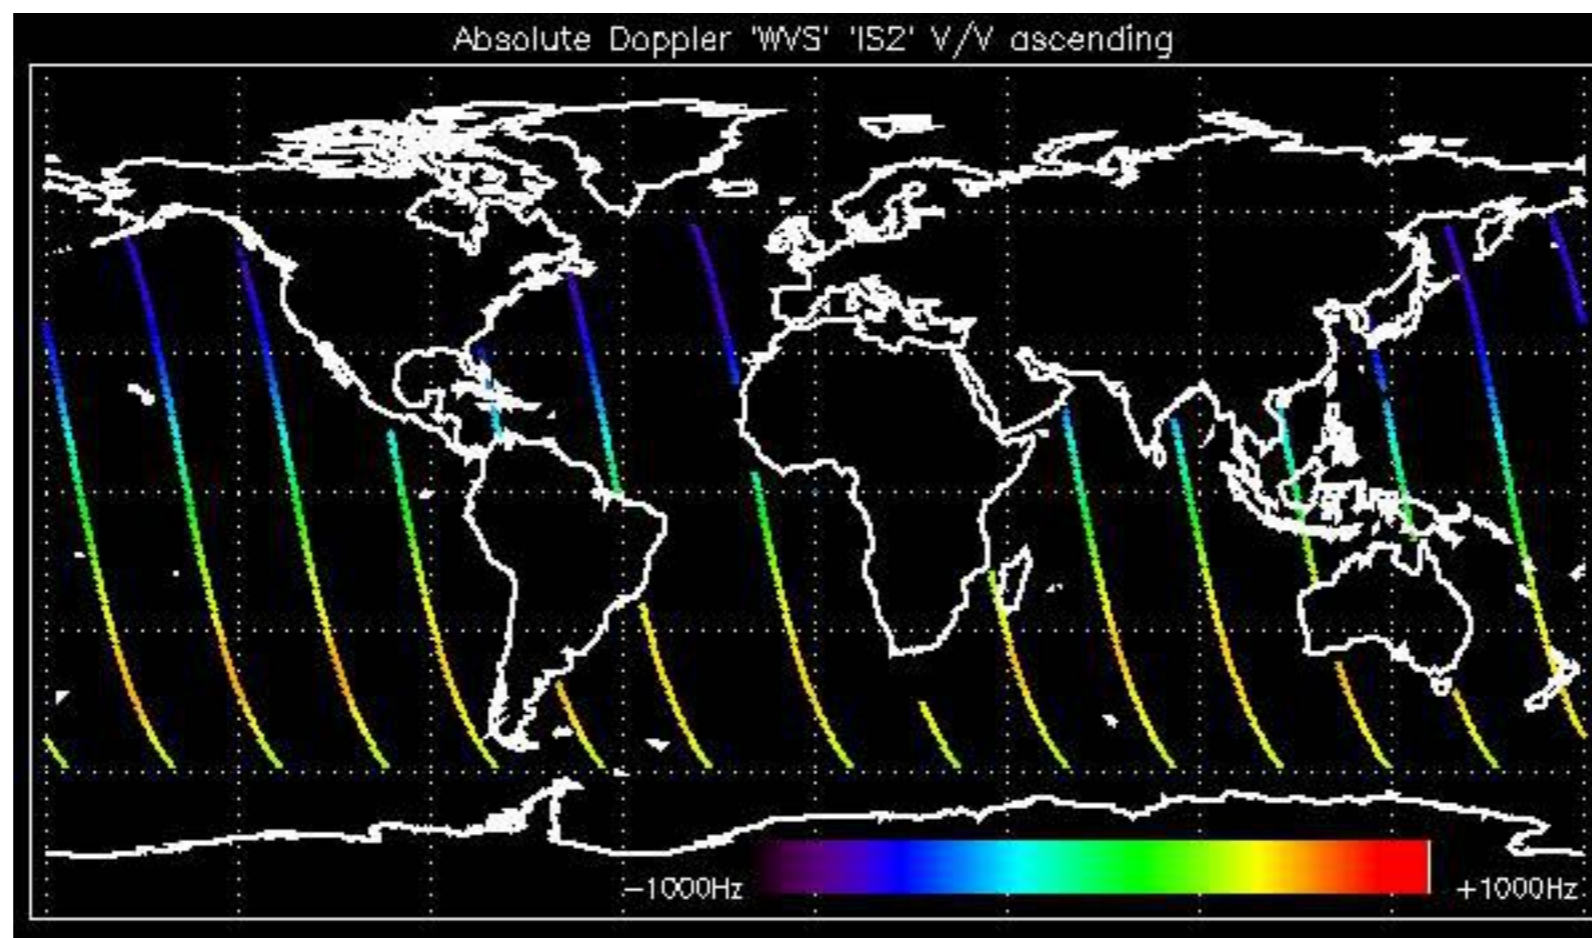 Absolute Doppler 'WVS' 'IS2' V/V ascending
-1000Hz +1000Hz